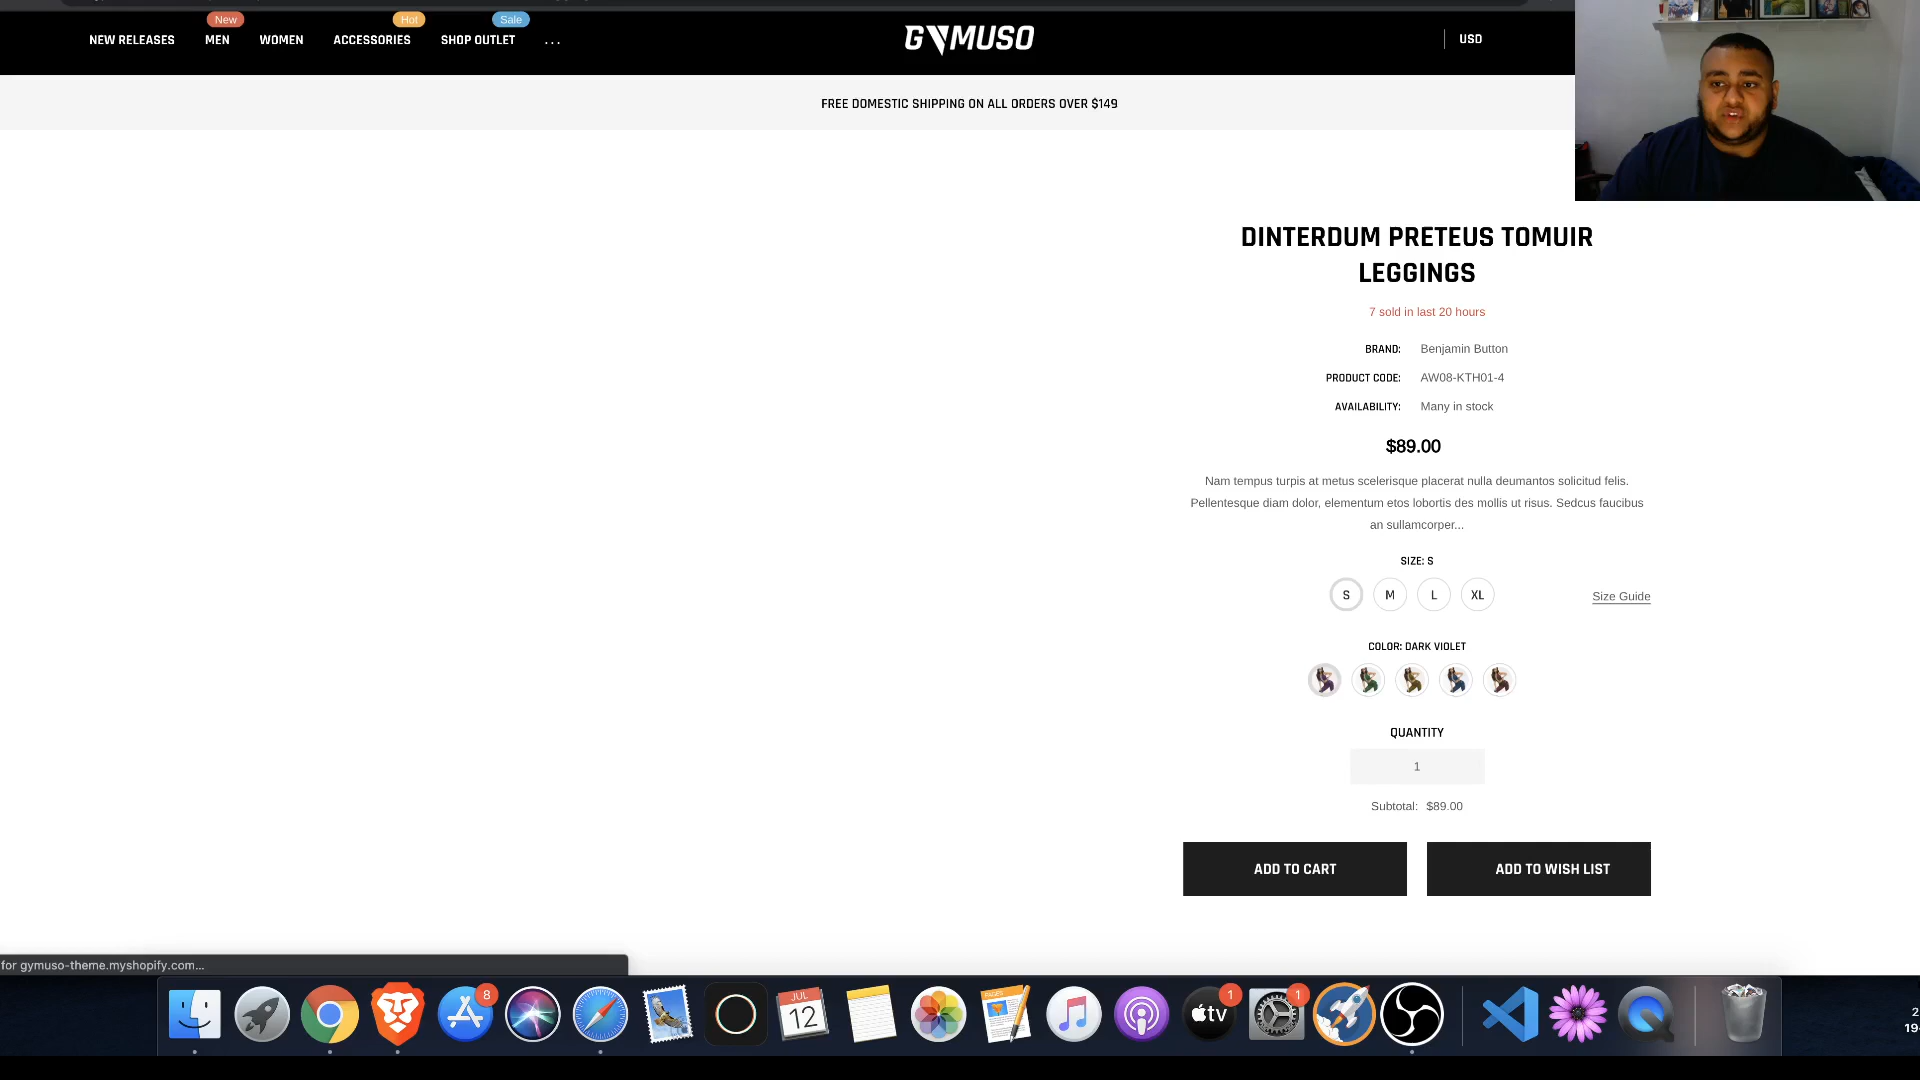 New
Hot
Sale
NEW RELEASES
MEN
WOMEN
ACCESSORIES
SHOP OUTLET
...
GYMUSO
USD
FREE DOMESTIC SHIPPING ON ALL ORDERS OVER $149
DINTERDUM PRETEUS TOMUIR
LEGGINGS
7 sold in last 20 hours
BRAND: Benjamin Button
PRODUCT CODE: AW08-KTH01-4
AVAILABILITY: Many in stock
$89.00
Nam tempus turpis at metus scelerisque placerat nulla deumantos solicitud felis.
Pellentesque diam dolor, elementum etos lobortis des mollis ut risus. Sedcus faucibus
an sullamcorper...
SIZE: S
S M L XL
Size Guide
COLOR: DARK VIOLET
QUANTITY
1
Subtotal: $89.00
ADD TO CART
ADD TO WISH LIST
for gymuso-theme.myshopify.com...
8
JUL
12
PAGES
tv
1
1
2
19